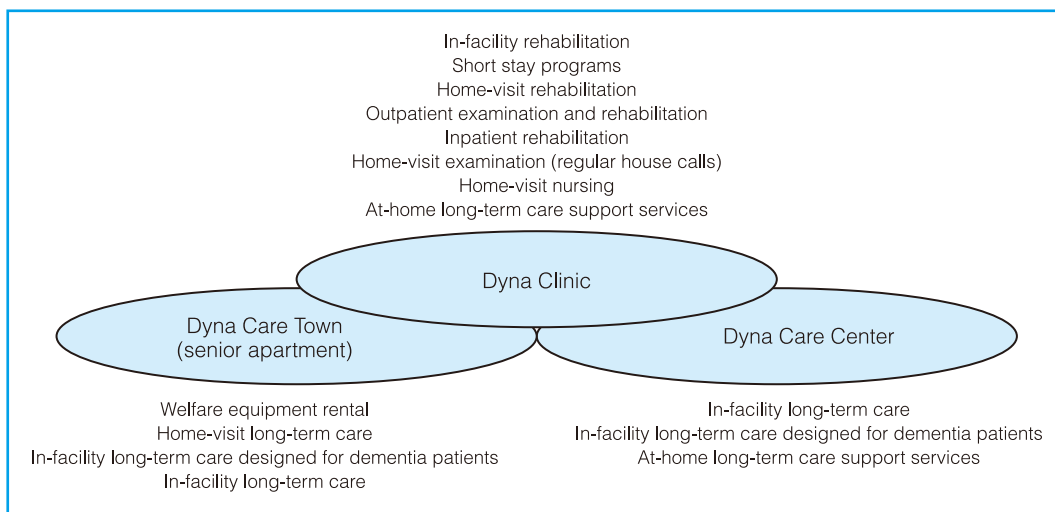 In-facility rehabilitation
Short stay programs
Home-visit rehabilitation
Outpatient examination and rehabilitation
Inpatient rehabilitation
Home-visit examination (regular house calls)
Home-visit nursing
At-home long-term care support services
Dyna Clinic
Dyna Care Town
(senior apartment)
Dyna Care Center
Welfare equipment rental
Home-visit long-term care
In-facility long-term care designed for dementia patients
In-facility long-term care
In-facility long-term care
In-facility long-term care designed for dementia patients
At-home long-term care support services